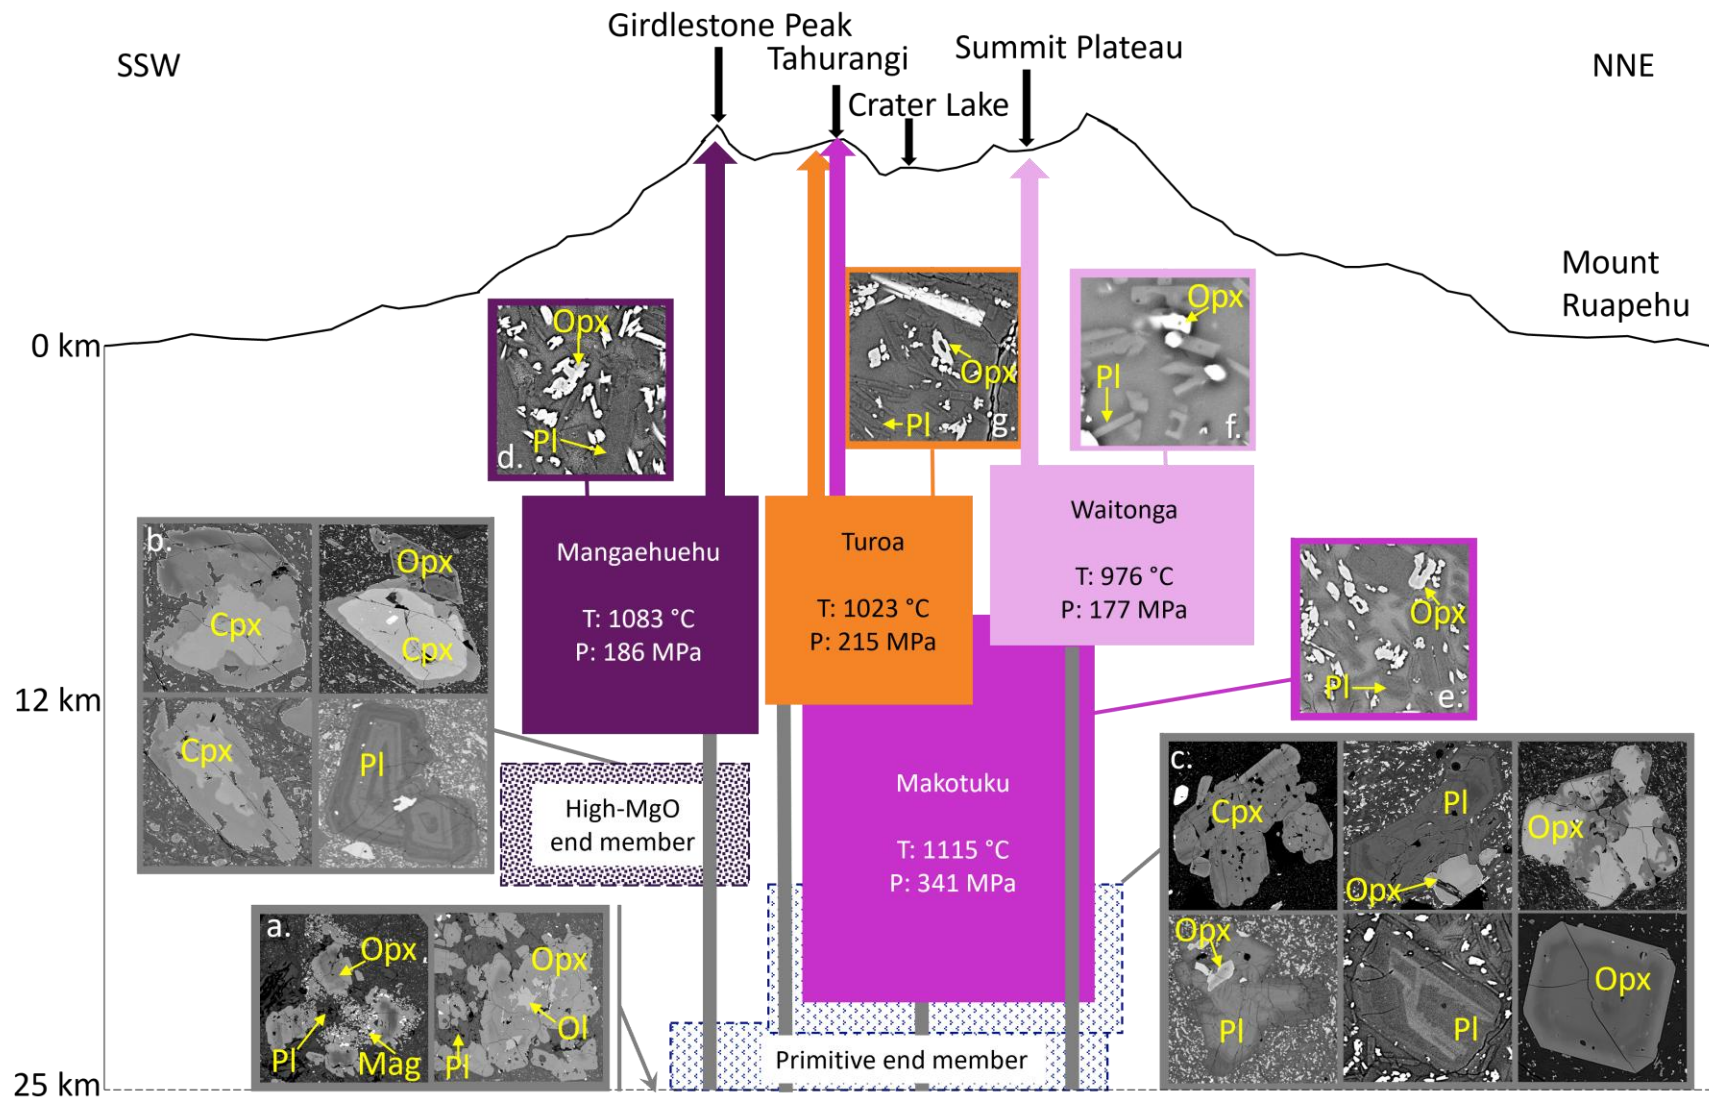 Girdlestone Peak
SSW
Tahurangi
Summit Plateau
NNE
Crater Lake
Mount
Ruapehu
0 km
12 km
25 km
Opx
Pl
d.
Opx
Pl
g.
Opx
Pl
f.
Mangaehuehu
T: 1083 °C
P: 186 MPa
Turoa
T: 1023 °C
P: 215 MPa
Waitonga
T: 976 °C
P: 177 MPa
Opx
Pl
e.
b.
Cpx
Opx
Cpx
Cpx
Pl
High-MgO
end member
Makotuku
T: 1115 °C
P: 341 MPa
c.
Cpx
Pl
Opx
Opx
Opx
Pl
Pl
Opx
a.
Opx
Pl
Mag
Opx
Ol
Pl
Primitive end member